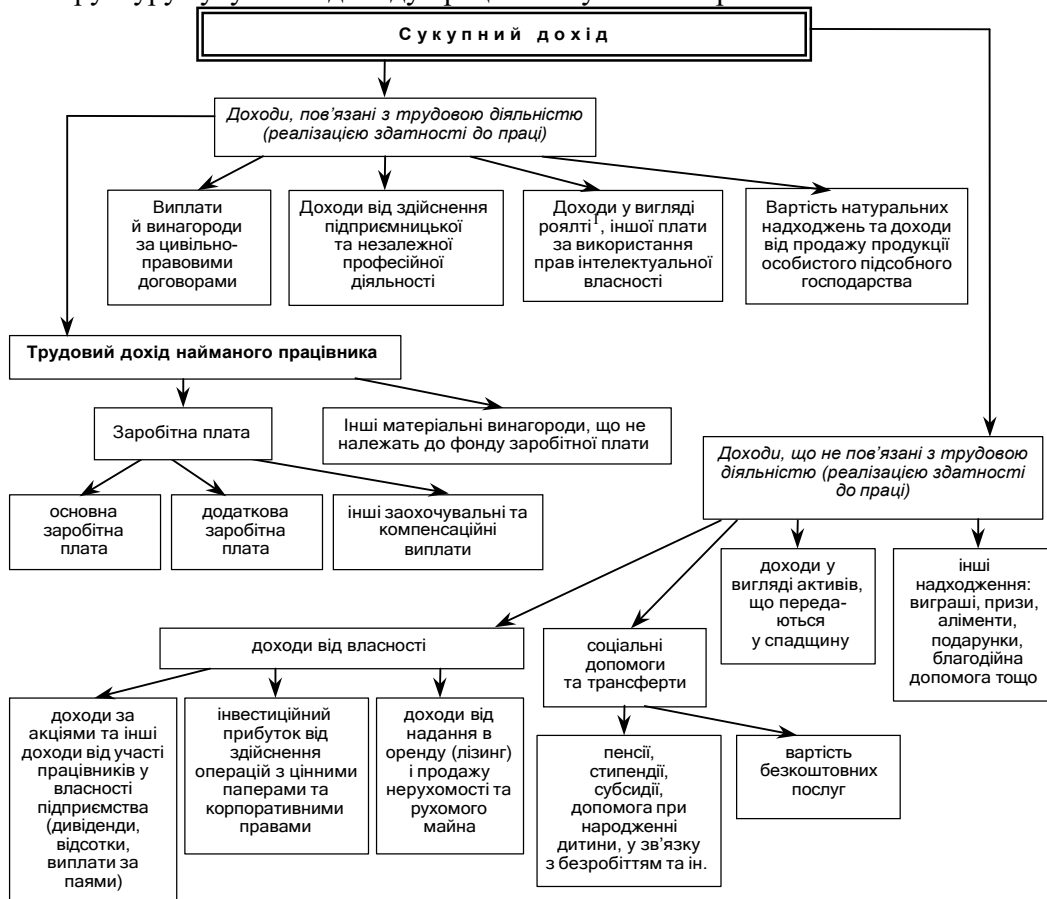 Сукупний дохід
Доходи, пов’язані з трудовою діяльністю
(реалізацією здатності до праці)
Виплати
й винагороди
за цивільно-
правовими
договорами
Доходи від здійснення
підприємницької
та незалежної
професійної
діяльності
Доходи у вигляді
роялті1, іншої плати
за використання
прав інтелектуальної
власності
Вартість натуральних
надходжень та доходи
від продажу продукції
особистого підсобного
господарства
Трудовий дохід найманого працівника
Заробітна плата
Інші матеріальні винагороди, що не
належать до фонду заробітної плати
Доходи, що не пов’язані з трудовою
діяльністю (реалізацією здатності
до праці)
основна
заробітна
плата
додаткова
заробітна
плата
інші заохочувальні та
компенсаційні
виплати
доходи у
вигляді активів,
що переда-
ються
у спадщину
інші
надходження:
виграші, призи,
аліменти,
подарунки,
благодійна
допомога тощо
доходи від власності
соціальні
допомоги
та трансферти
доходи за
акціями та інші
доходи від участі
працівників у
власності
підприємства
(дивіденди,
відсотки,
виплати за
паями)
інвестиційний
прибуток від
здійснення
операцій з цінними
паперами та
корпоративними
правами
доходи від
надання в
оренду (лізинг)
і продажу
нерухомості та
рухомого
майна
пенсії,
стипендії,
субсидії,
допомога при
народженні
дитини, у зв’язку
з безробіттям та ін.
вартість
безкоштовних
послуг